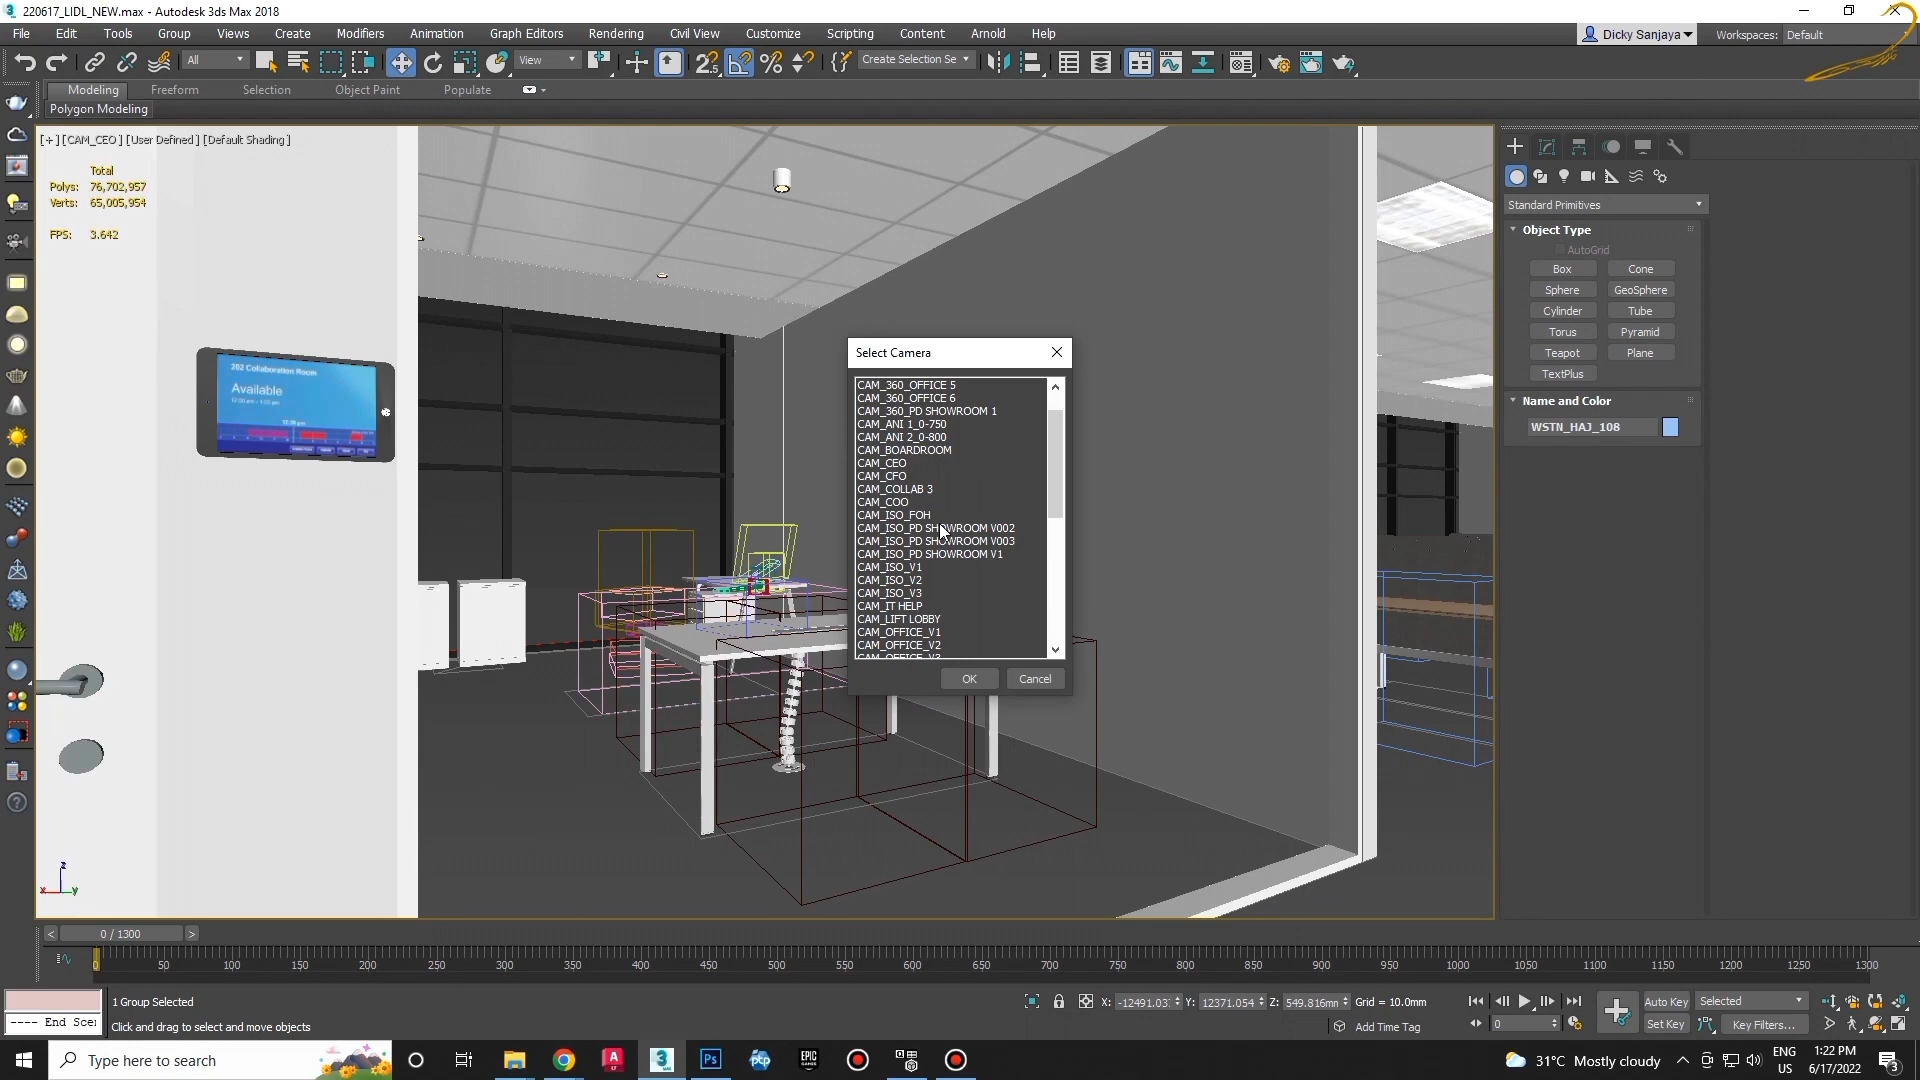 220617_LIDL_NEW.max - Autodesk 3ds Max 2018
File Edit Tools Group Views Create Modifiers Animation Graph Editors Rendering Civil View Customize Scripting Content Arnold Help
Dicky Sanjaya
Workspaces: Default
All
View
Create Selection Se
Modeling Freeform Selection Object Paint Populate
Polygon Modeling
[+] [CAM_CEO] [User Defined] [Default Shading]
Total
Polys: 76,702,957
Verts: 65,005,954
FPS: 3.642
202 Collaboration Room
Available
Select Camera
CAM_360_OFFICE 5
CAM_360_OFFICE 6
CAM_360_PD SHOWROOM 1
CAM_ANI 1_0-750
CAM_ANI 2_0-800
CAM_BOARDROOM
CAM_CEO
CAM_CFO
CAM_COLLAB 3
CAM_COO
CAM_ISO_FOH
CAM_ISO_PD SHOWROOM V002
CAM_ISO_PD SHOWROOM V003
CAM_ISO_PD SHOWROOM V1
CAM_ISO_V1
CAM_ISO_V2
CAM_ISO_V3
CAM_IT HELP
CAM_LIFT LOBBY
CAM_OFFICE_V1
CAM_OFFICE_V2
CAM_OFFICE_V3
OK Cancel
Standard Primitives
Object Type
AutoGrid
Box Cone
Sphere GeoSphere
Cylinder Tube
Torus Pyramid
Teapot Plane
TextPlus
Name and Color
WSTN_HAJ_108
z
x y
< 0 / 1300 >
0 50 100 150 200 250 300 350 400 450 500 550 600 650 700 750 800 850 900 950 1000 1050 1100 1150 1200 1250 1300
1 Group Selected
X: -12491.03 Y: 12371.054 Z: 549.816mm Grid = 10.0mm
Auto Key Selected
---- End Scer
Click and drag to select and move objects
Add Time Tag
0
Set Key Key Filters...
Type here to search
31°C Mostly cloudy
ENG
US
1:22 PM
6/17/2022
3